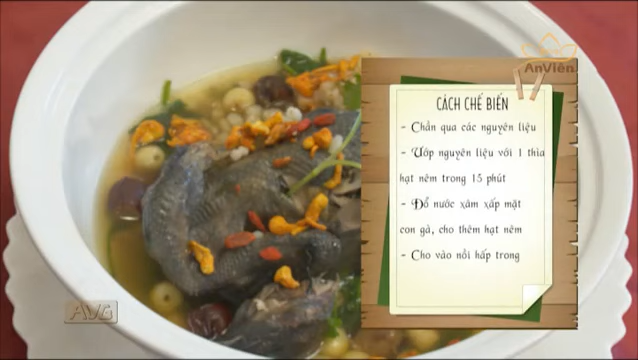 AnViên
CÁCH CHẾ BIẾN
- Chần qua các nguyên liệu
- Ướp nguyên liệu với 1 thìa
hạt nêm trong 15 phút
- Đổ nước xâm xấp mặt
con gà, cho thêm hạt nêm
- Cho vào nồi hấp trong
AVG